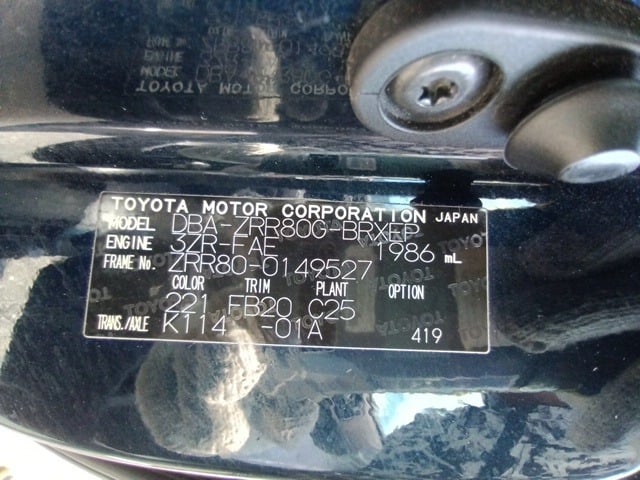 TOYOTA MOTOR CORPORATION JAPAN
MODEL DBA-ZRR80G-BRXEP
ENGINE 3ZR-FAE 1986 mL
FRAME No. ZRR80-0149527
COLOR TRIM PLANT OPTION
221 FB20 C25
TRANS./AXLE K114 -01A 419